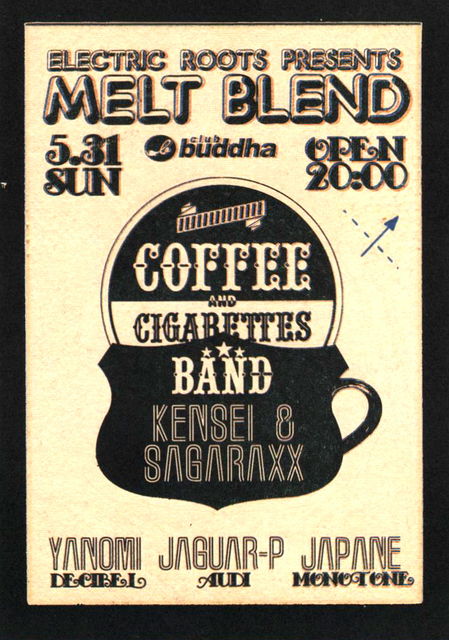 ELECTRIC ROOTS PRESENTS
MELT BLEND
5.31
SUN
club
buddha
OPEN
20:00
COFFEE
AND
CIGARETTES
BAND
KENSEI &
SAGARAXX
YANOMI JAGUAR-P JAPANE
DECIBEL AUDI MONOTONE